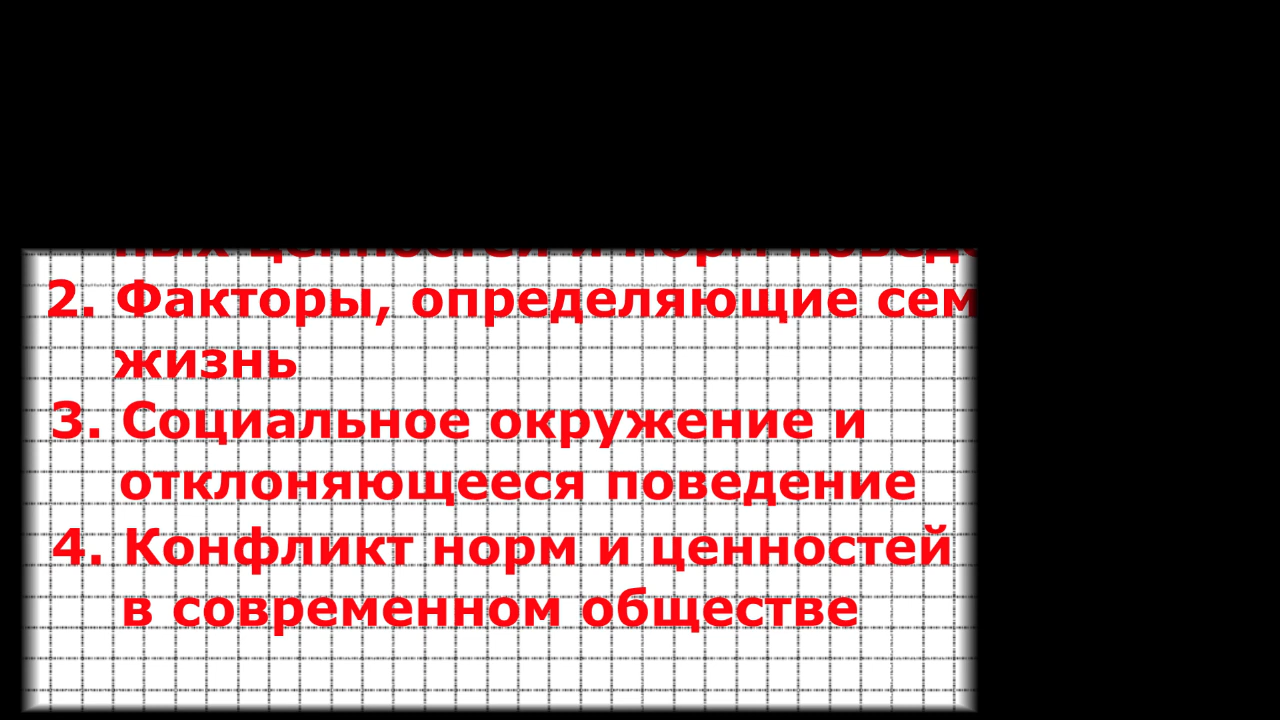 2. Факторы, определяющие сем
жизнь
3. Социальное окружение и
отклоняющееся поведение
4. Конфликт норм и ценностей
в современном обществе